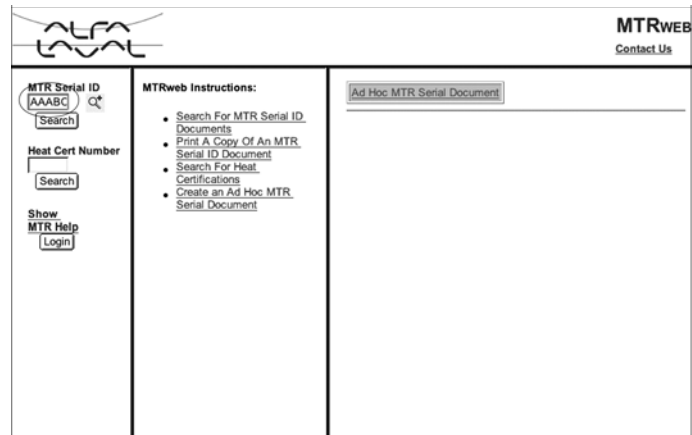 ALFA
LAVAL
MTRWEB
Contact Us
MTR Serial ID
AAABC
Search
Heat Cert Number
Search
Show
MTR Help
Login
MTRweb Instructions:
Search For MTR Serial ID
Documents
Print A Copy Of An MTR
Serial ID Document
Search For Heat
Certifications
Create an Ad Hoc MTR
Serial Document
Ad Hoc MTR Serial Document